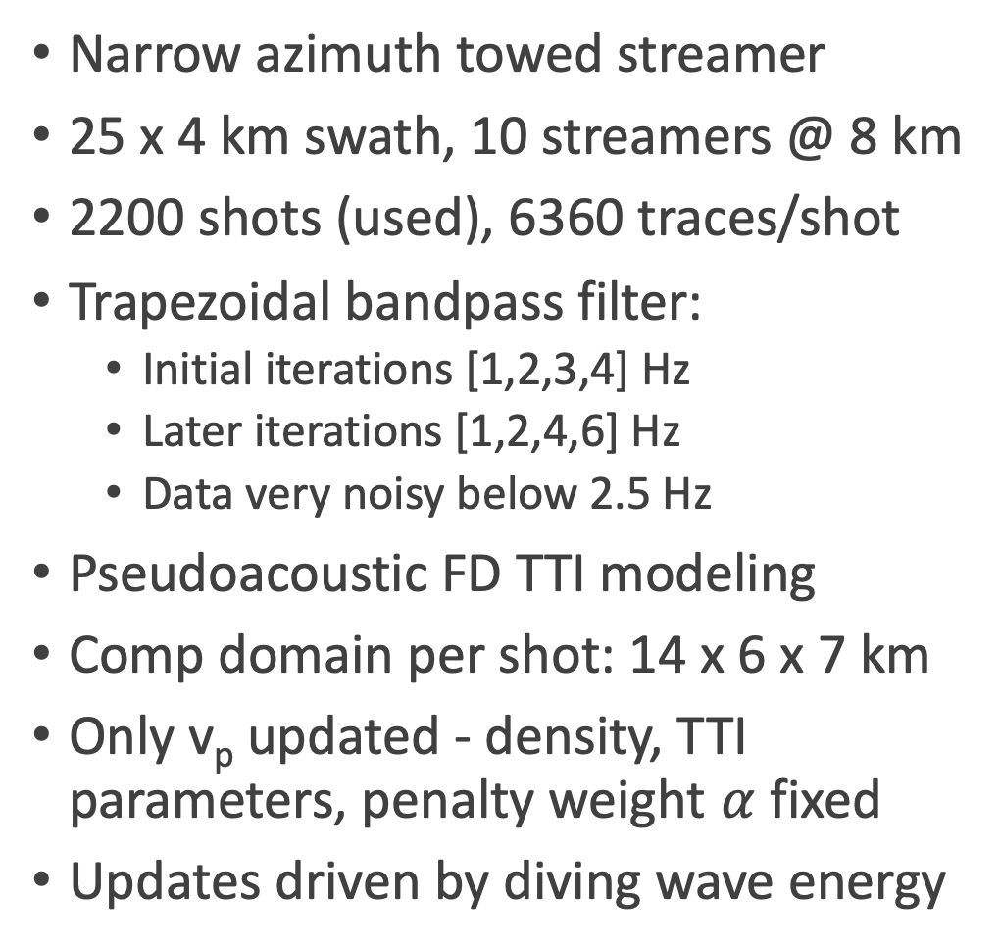 • Narrow azimuth towed streamer
• 25 x 4 km swath, 10 streamers @ 8 km
• 2200 shots (used), 6360 traces/shot
• Trapezoidal bandpass filter:
• Initial iterations [1,2,3,4] Hz
• Later iterations [1,2,4,6] Hz
• Data very noisy below 2.5 Hz
• Pseudoacoustic FD TTI modeling
• Comp domain per shot: 14 x 6 x 7 km
• Only vₚ updated - density, TTI
parameters, penalty weight 𝛼 fixed
• Updates driven by diving wave energy